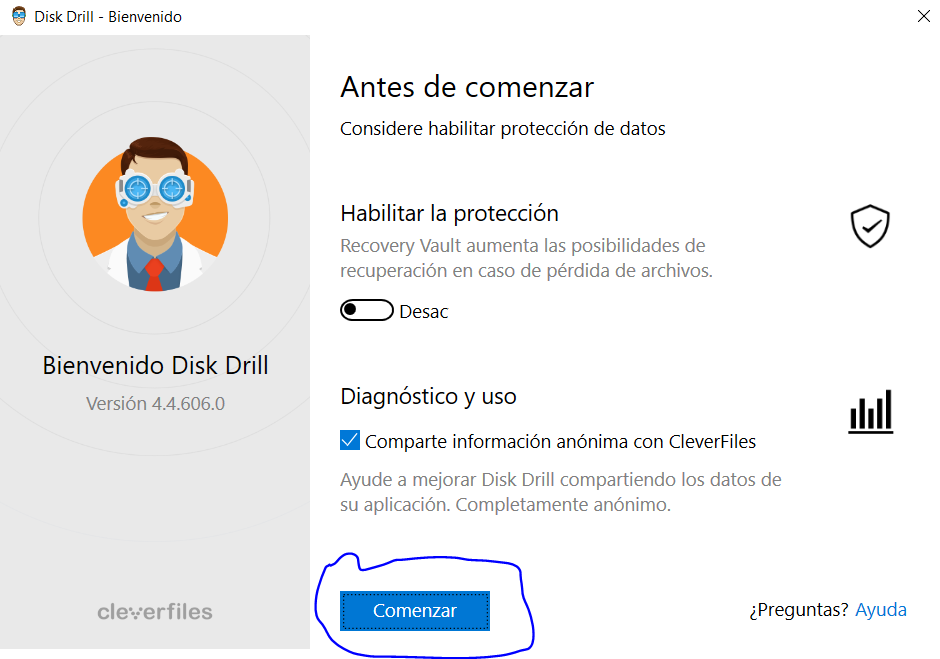 Disk Drill - Bienvenido
Antes de comenzar
Considere habilitar protección de datos
Habilitar la protección
Recovery Vault aumenta las posibilidades de
recuperación en caso de pérdida de archivos.
Desac
Bienvenido Disk Drill
Versión 4.4.606.0
Diagnóstico y uso
Comparte información anónima con CleverFiles
Ayude a mejorar Disk Drill compartiendo los datos de
su aplicación. Completamente anónimo.
cleverfiles
Comenzar
¿Preguntas? Ayuda